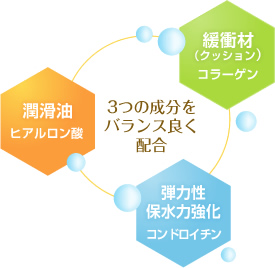 緩衝材
(クッション)
コラーゲン
潤滑油
ヒアルロン酸
3つの成分を
バランス良く
配合
弾力性
保水力強化
コンドロイチン